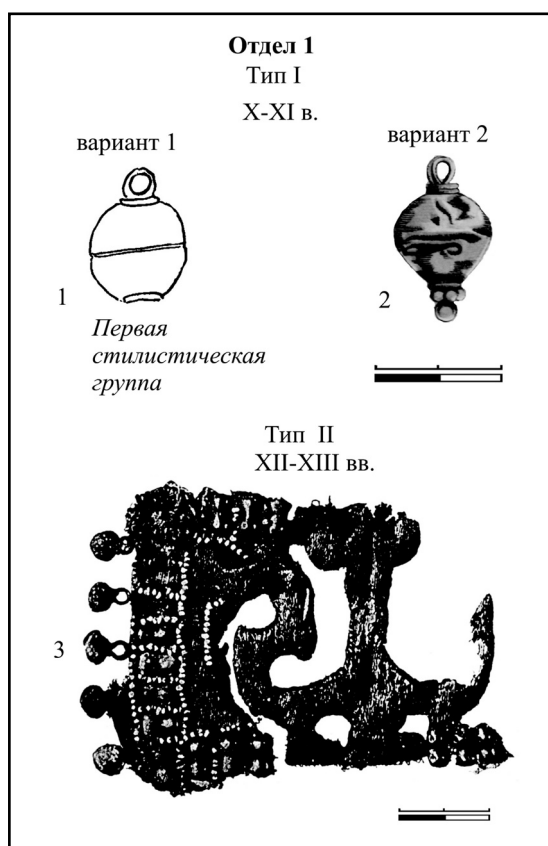 Отдел 1
Тип I
X-XI в.
вариант 1
вариант 2
1
2
Первая
стилистическая
группа
Тип II
XII-XIII вв.
3